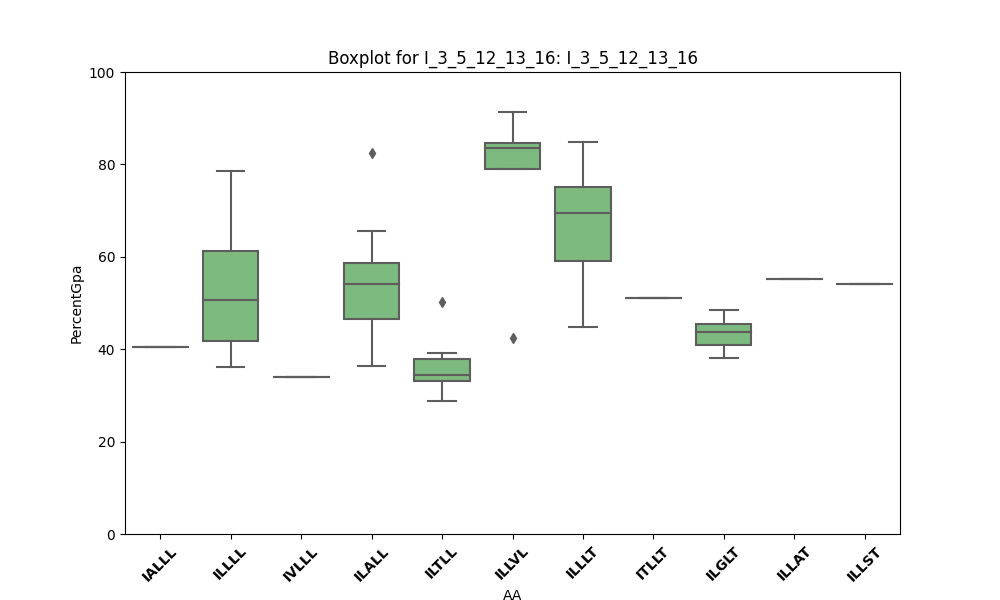 Boxplot for I_3_5_12_13_16: I_3_5_12_13_16
100
80
60
40
20
0
PercentGpa
IALLL
ILLLL
IVLLL
ILALL
ILTLL
ILLVL
ILLLT
ITLLT
ILGLT
ILLAT
ILLST
AA